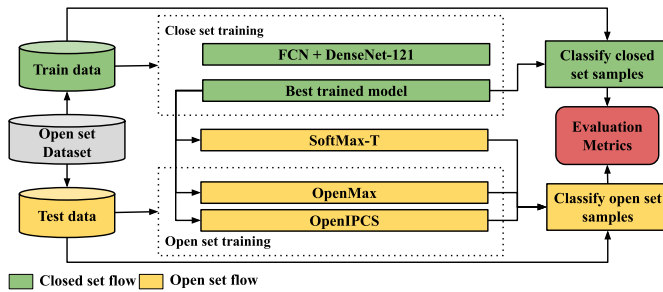 Close set training
Train data
FCN + DenseNet-121
Best trained model
Classify closed
set samples
Open set
Dataset
SoftMax-T
Evaluation
Metrics
Test data
OpenMax
OpenIPCS
Open set training
Classify open set
samples
Closed set flow
Open set flow